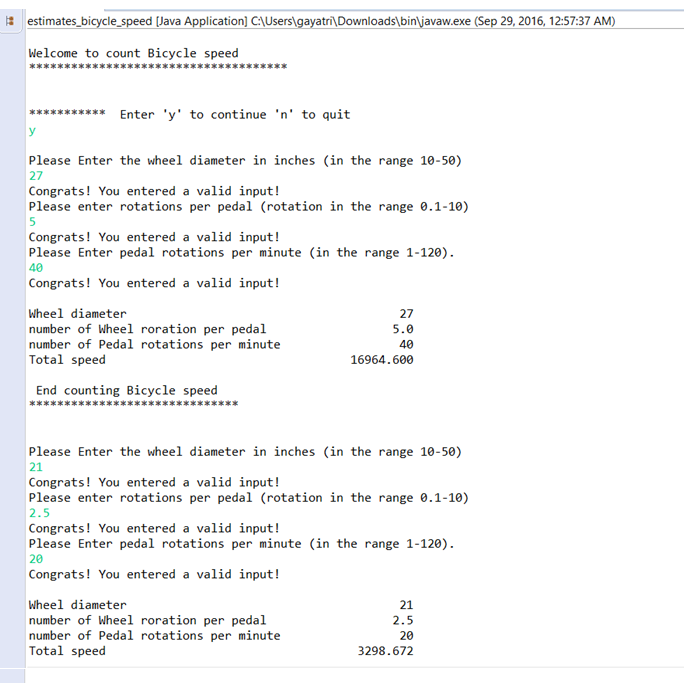 estimates_bicycle_speed [Java Application] C:\Users\gayatri\Downloads\bin\javaw.exe (Sep 29, 2016, 12:57:37 AM)
Welcome to count Bicycle speed
*************************************
***********  Enter 'y' to continue 'n' to quit
y
Please Enter the wheel diameter in inches (in the range 10-50)
27
Congrats! You entered a valid input!
Please enter rotations per pedal (rotation in the range 0.1-10)
5
Congrats! You entered a valid input!
Please Enter pedal rotations per minute (in the range 1-120).
40
Congrats! You entered a valid input!
Wheel diameter 27
number of Wheel roration per pedal 5.0
number of Pedal rotations per minute 40
Total speed 16964.600
End counting Bicycle speed
******************************
Please Enter the wheel diameter in inches (in the range 10-50)
21
Congrats! You entered a valid input!
Please enter rotations per pedal (rotation in the range 0.1-10)
2.5
Congrats! You entered a valid input!
Please Enter pedal rotations per minute (in the range 1-120).
20
Congrats! You entered a valid input!
Wheel diameter 21
number of Wheel roration per pedal 2.5
number of Pedal rotations per minute 20
Total speed 3298.672